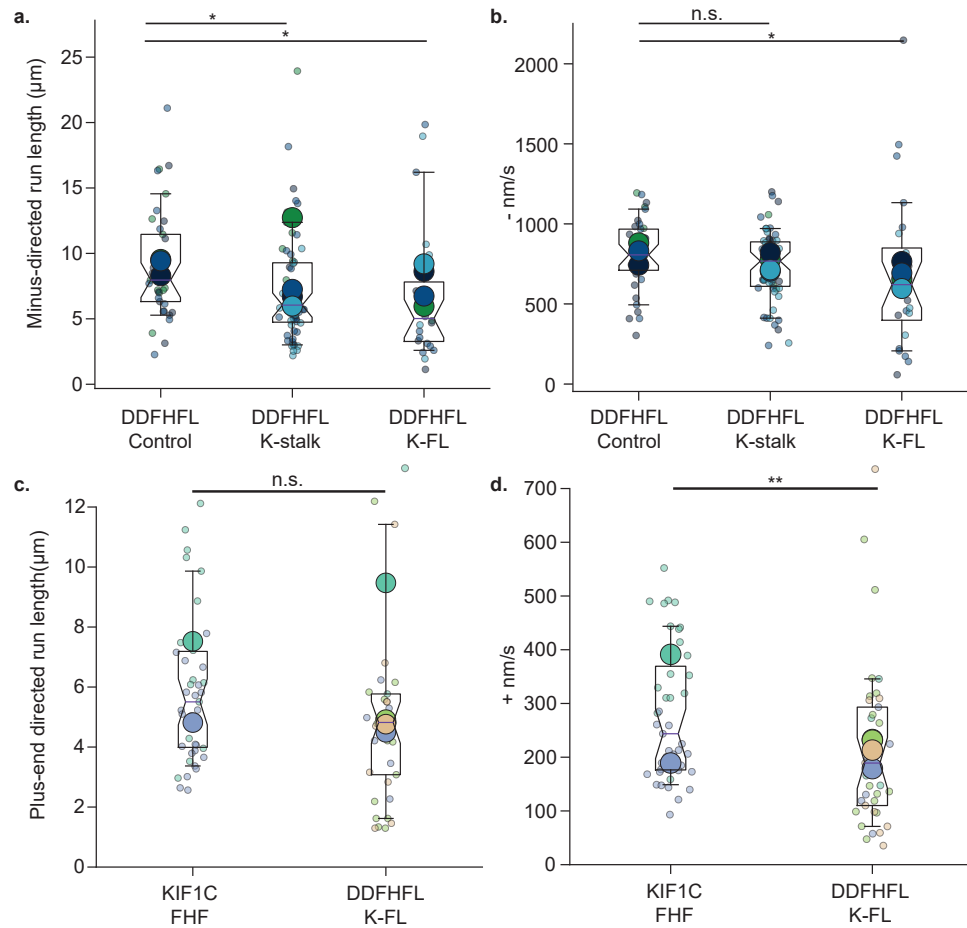 a.
*
*
Minus-directed run length (µm)
25
20
15
10
5
0
DDFHFL
Control
DDFHFL
K-stalk
DDFHFL
K-FL
b.
n.s.
*
- nm/s
2000
1500
1000
500
0
DDFHFL
Control
DDFHFL
K-stalk
DDFHFL
K-FL
c.
n.s.
Plus-end directed run length(µm)
12
10
8
6
4
2
0
KIF1C
FHF
DDFHFL
K-FL
d.
**
+ nm/s
700
600
500
400
300
200
100
0
KIF1C
FHF
DDFHFL
K-FL